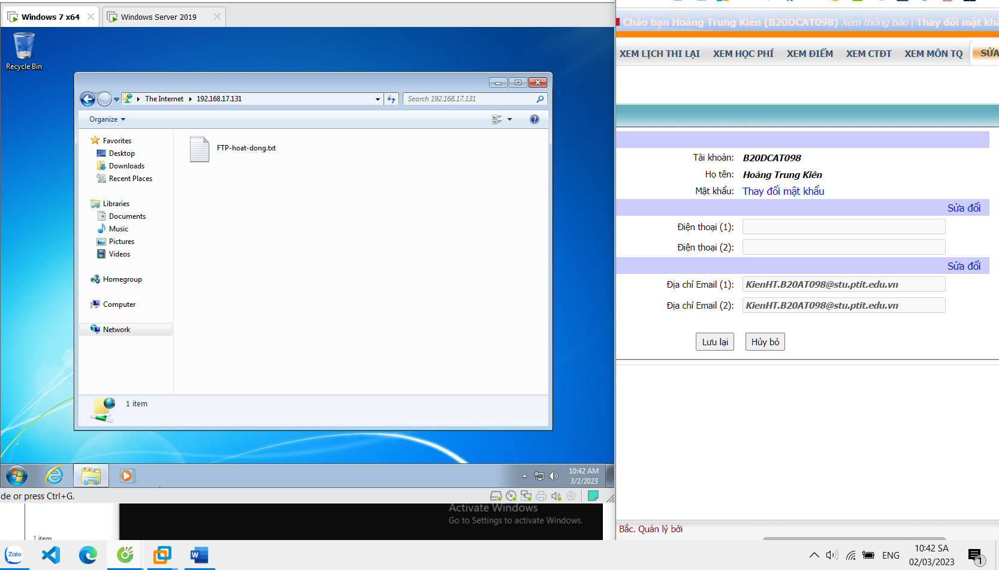 Windows 7 x64
Windows Server 2019
Recycle Bin
The Internet
192.168.17.131
Search 192.168.17.131
Organize
Favorites
Desktop
Downloads
Recent Places
Libraries
Documents
Music
Pictures
Videos
Homegroup
Computer
Network
FTP-hoat-dong.txt
1 item
10:42 AM
3/2/2023
de or press Ctrl+G.
Activate Windows
Go to Settings to activate Windows.
1 item
Chào bạn Hoàng Trung Kiên (B20DCAT098) Xem thông báo | Thay đổi mật khẩ
XEM LỊCH THI LẠI XEM HỌC PHÍ XEM ĐIỂM XEM CTĐT XEM MÔN TQ SỬA
Tài khoản: B20DCAT098
Họ tên: Hoàng Trung Kiên
Mật khẩu: Thay đổi mật khẩu
Sửa đổi
Điện thoại (1):
Điện thoại (2):
Sửa đổi
Địa chỉ Email (1): KienHT.B20AT098@stu.ptit.edu.vn
Địa chỉ Email (2): KienHT.B20AT098@stu.ptit.edu.vn
Lưu lại Hủy bỏ
Bắc. Quản lý bởi
Zalo
W
ENG
10:42 SA
02/03/2023
1